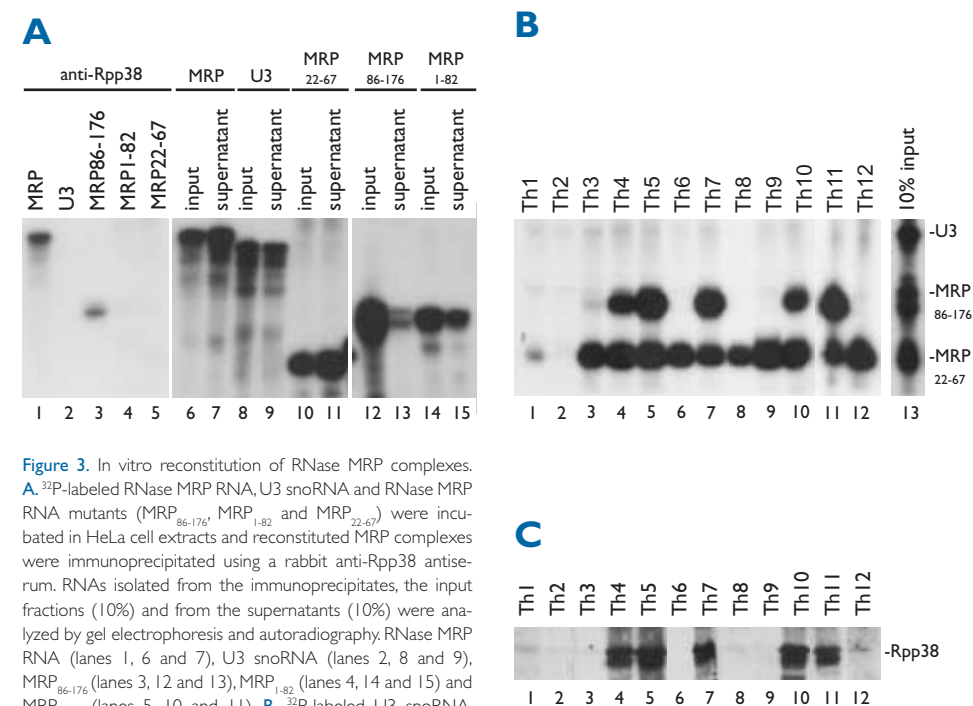 A
anti-Rpp38 MRP U3 MRP 22-67 MRP 86-176 MRP 1-82
MRP U3 MRP86-176 MRP1-82 MRP22-67 input supernatant input supernatant input supernatant input supernatant input supernatant
1 2 3 4 5 6 7 8 9 10 11 12 13 14 15
B
Th1 Th2 Th3 Th4 Th5 Th6 Th7 Th8 Th9 Th10 Th11 Th12 10% input
-U3
-MRP
86-176
-MRP
22-67
1 2 3 4 5 6 7 8 9 10 11 12 13
Figure 3. In vitro reconstitution of RNase MRP complexes.
A. 32P-labeled RNase MRP RNA, U3 snoRNA and RNase MRP
RNA mutants (MRP86-176, MRP1-82 and MRP22-67) were incu-
bated in HeLa cell extracts and reconstituted MRP complexes
were immunoprecipitated using a rabbit anti-Rpp38 antise-
rum. RNAs isolated from the immunoprecipitates, the input
fractions (10%) and from the supernatants (10%) were ana-
lyzed by gel electrophoresis and autoradiography. RNase MRP
RNA (lanes 1, 6 and 7), U3 snoRNA (lanes 2, 8 and 9),
MRP86-176 (lanes 3, 12 and 13), MRP1-82 (lanes 4, 14 and 15) and
MRP (lanes 5, 10 and 11). B. 32P-labeled U3 snoRNA,
C
Th1 Th2 Th3 Th4 Th5 Th6 Th7 Th8 Th9 Th10 Th11 Th12
-Rpp38
1 2 3 4 5 6 7 8 9 10 11 12